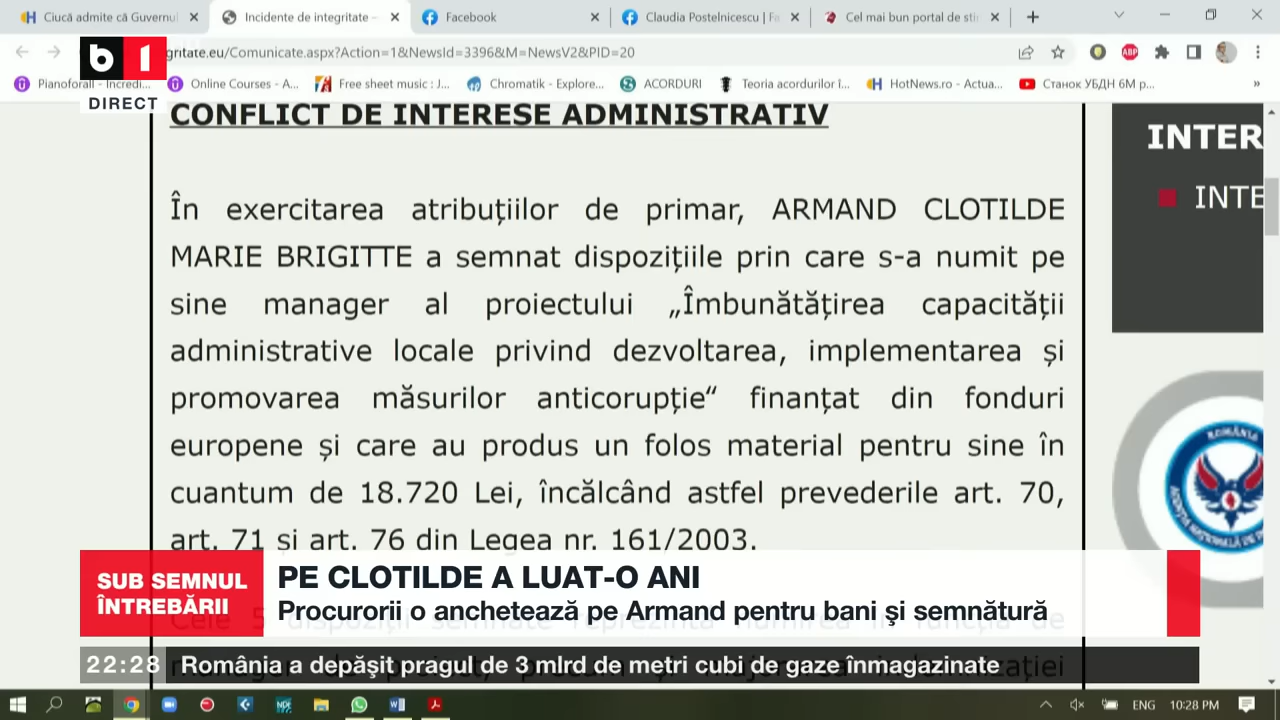 Ciucă admite că Guvernul
Incidente de integritate –
Facebook
Claudia Postelnicescu | Fa
Cel mai bun portal de stir
gritate.eu/Comunicate.aspx?Action=1&NewsId=3396&M=NewsV2&PID=20
b1
DIRECT
Pianoforall - Incredi...
Online Courses - A...
Free sheet music : J...
Chromatik - Explore...
ACORDURI
Teoria acordurilor i...
HotNews.ro - Actua...
Станок УБДН 6М р...
»
CONFLICT DE INTERESE ADMINISTRATIV
INTER
INTE
În exercitarea atribuțiilor de primar, ARMAND CLOTILDE
MARIE BRIGITTE a semnat dispozițiile prin care s-a numit pe
sine manager al proiectului „Îmbunătățirea capacității
administrative locale privind dezvoltarea, implementarea și
promovarea măsurilor anticorupție“ finanțat din fonduri
europene și care au produs un folos material pentru sine în
cuantum de 18.720 Lei, încălcând astfel prevederile art. 70,
art. 71 și art. 76 din Legea nr. 161/2003.
ROMÂNIA
SUB SEMNUL
ÎNTREBĂRII
PE CLOTILDE A LUAT-O ANI
Procurorii o anchetează pe Armand pentru bani şi semnătură
22:28 România a depăşit pragul de 3 mlrd de metri cubi de gaze înmagazinate
ENG 10:28 PM